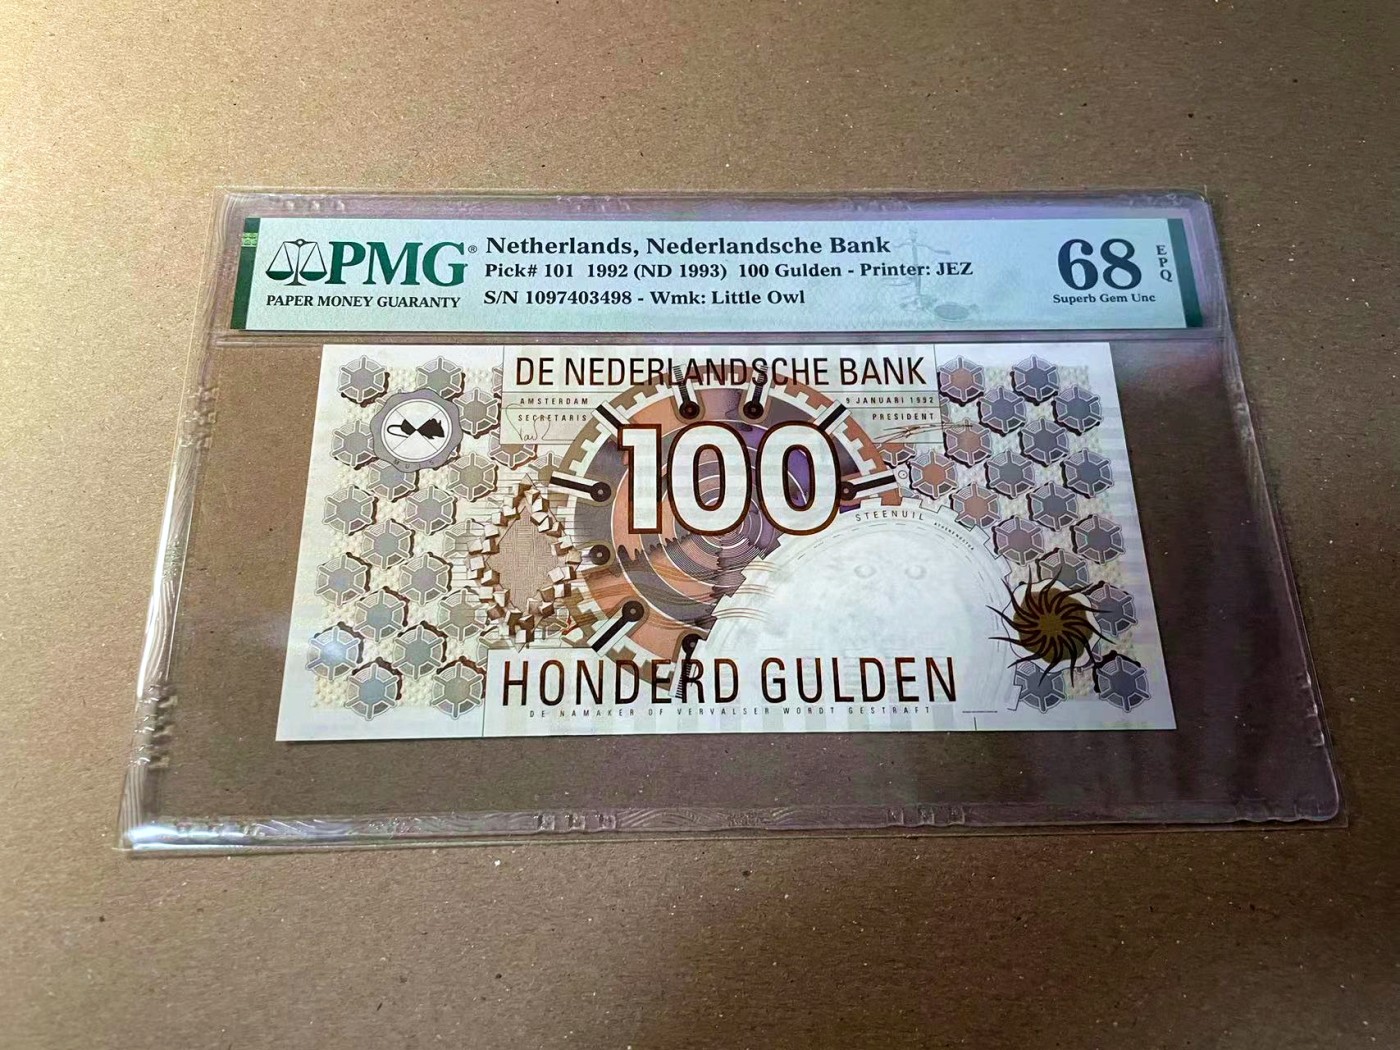 PMG®
PAPER MONEY GUARANTY
Netherlands, Nederlandsche Bank
Pick# 101 1992 (ND 1993) 100 Gulden - Printer: JEZ
S/N 1097403498 - Wmk: Little Owl
68
EPQ
Superb Gem Unc
DE NEDERLANDSCHE BANK
AMSTERDAM
9 JANUARI 1992
SECRETARIS
PRESIDENT
100
STEENUIL
HONDERD GULDEN
DE NAMAKER OF VERVALSER WORDT GESTRAFT